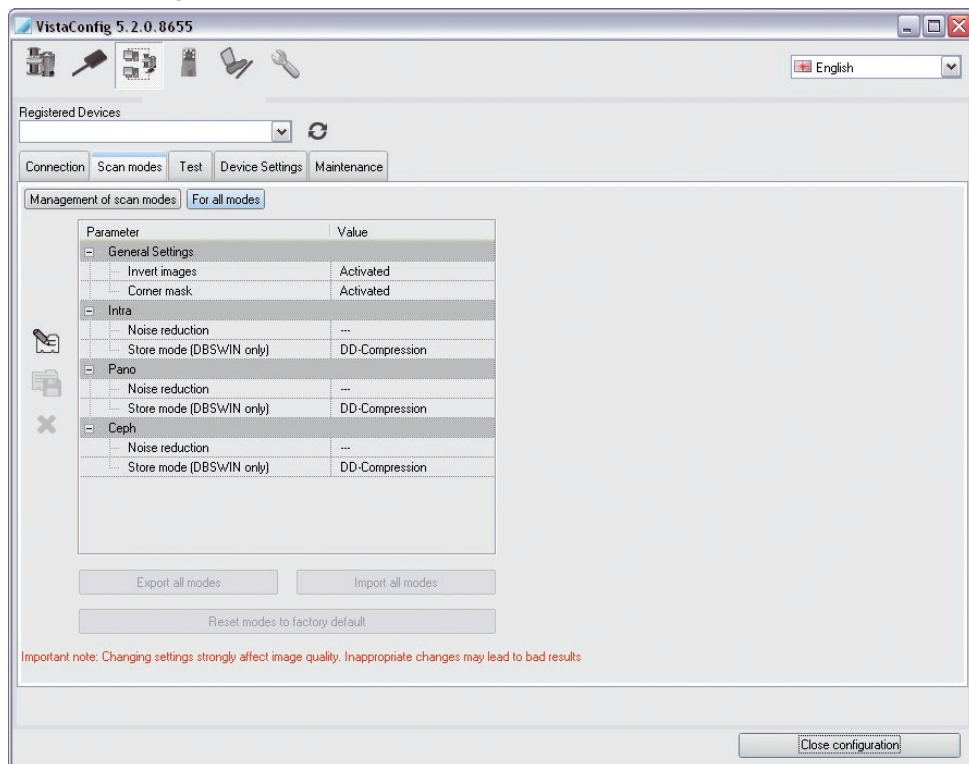 VistaConfig 5.2.0.8655
English
Registered Devices
Connection Scan modes Test Device Settings Maintenance
Management of scan modes For all modes
Parameter Value
General Settings
Invert images Activated
Corner mask Activated
Intra
Noise reduction ---
Store mode (DBSWIN only) DD-Compression
Pano
Noise reduction ---
Store mode (DBSWIN only) DD-Compression
Ceph
Noise reduction ---
Store mode (DBSWIN only) DD-Compression
Export all modes Import all modes
Reset modes to factory default
Important note: Changing settings strongly affect image quality. Inappropriate changes may lead to bad results
Close configuration